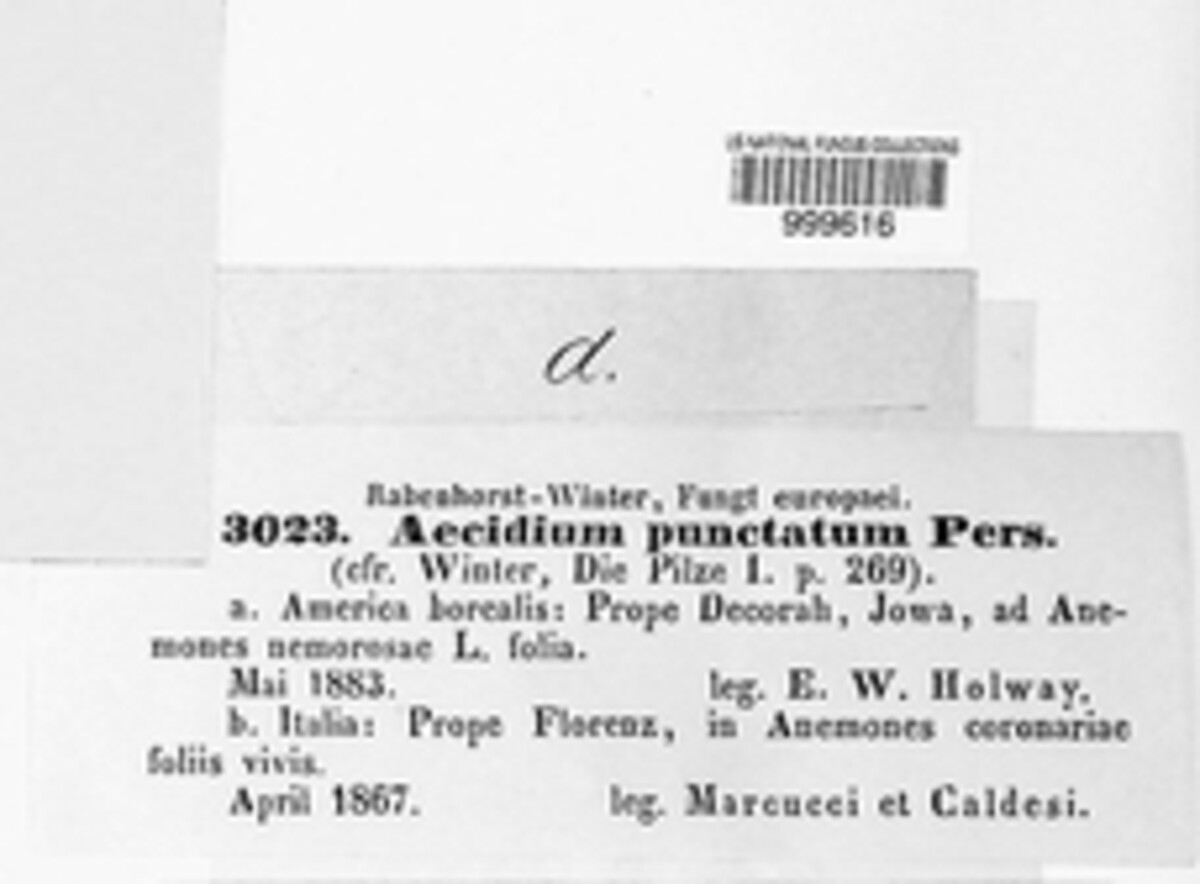 US NATIONAL FUNGUS COLLECTIONS
999616
d.
Rabenhorst-Winter, Fungi europaei.
3023. Aecidium punctatum Pers.
(cfr. Winter, Die Pilze I. p. 269).
a. America borealis: Prope Decorah, Jowa, ad Ane-
mones nemorosae L. folia.
Mai 1883. leg. E. W. Holway.
b. Italia: Prope Florenz, in Anemones coronariae
foliis vivis.
April 1867. leg. Marcucci et Caldesi.